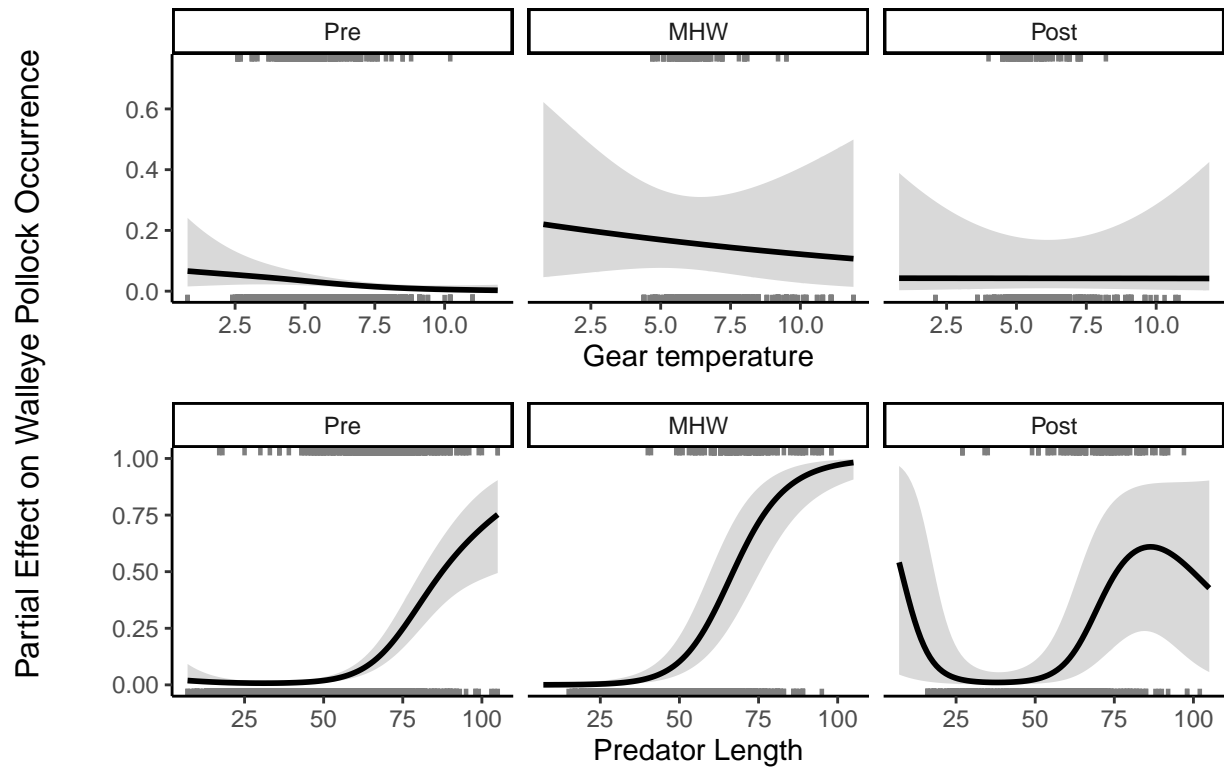 Partial Effect on Walleye Pollock Occurrence
Pre
MHW
Post
0.6
0.4
0.2
0.0
2.5 5.0 7.5 10.0
2.5 5.0 7.5 10.0
2.5 5.0 7.5 10.0
Gear temperature
Pre
MHW
Post
1.00
0.75
0.50
0.25
0.00
25 50 75 100
25 50 75 100
25 50 75 100
Predator Length